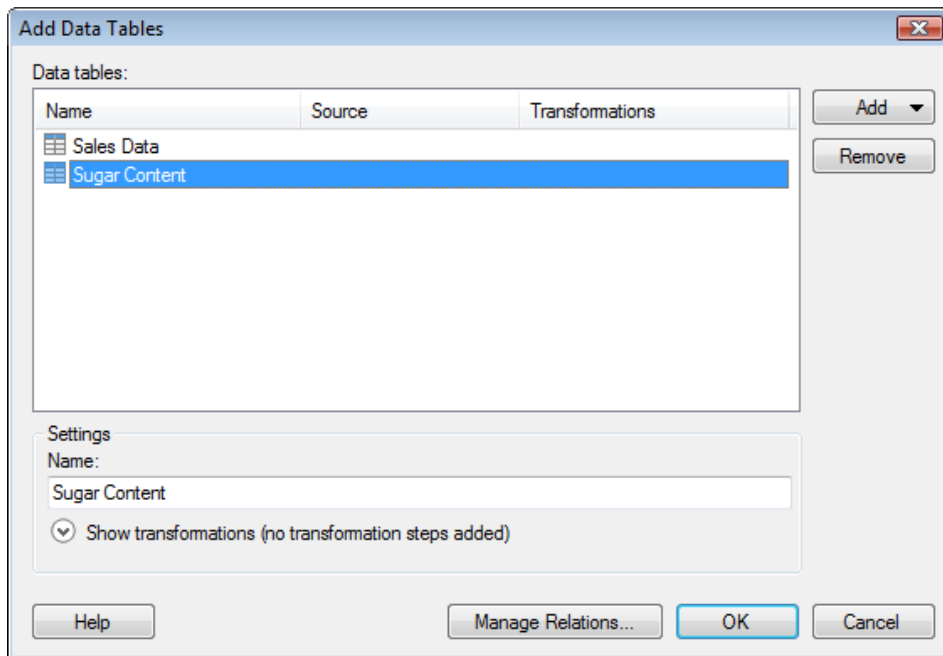 Add Data Tables
Data tables:
Name Source Transformations
Add
Sales Data
Remove
Sugar Content
Settings
Name:
Sugar Content
Show transformations (no transformation steps added)
Help Manage Relations... OK Cancel